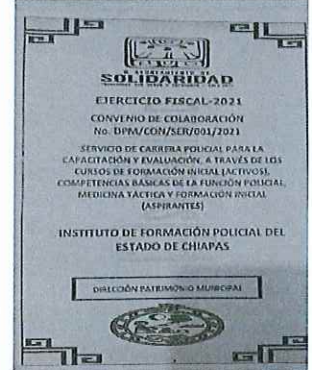 H. AYUNTAMIENTO DE
SOLIDARIDAD
EJERCICIO FISCAL-2021
CONVENIO DE COLABORACIÓN
No. DPM/CON/SER/001/2021
SERVICIO DE CARRERA POLICIAL PARA LA
CAPACITACIÓN Y EVALUACIÓN, A TRAVÉS DE LOS
CURSOS DE FORMACIÓN INICIAL (ACTIVOS),
COMPETENCIAS BÁSICAS DE LA FUNCIÓN POLICIAL,
MEDICINA TÁCTICA Y FORMACIÓN INICIAL
(ASPIRANTES)
INSTITUTO DE FORMACIÓN POLICIAL DEL
ESTADO DE CHIAPAS
DIRECCIÓN PATRIMONIO MUNICIPAL